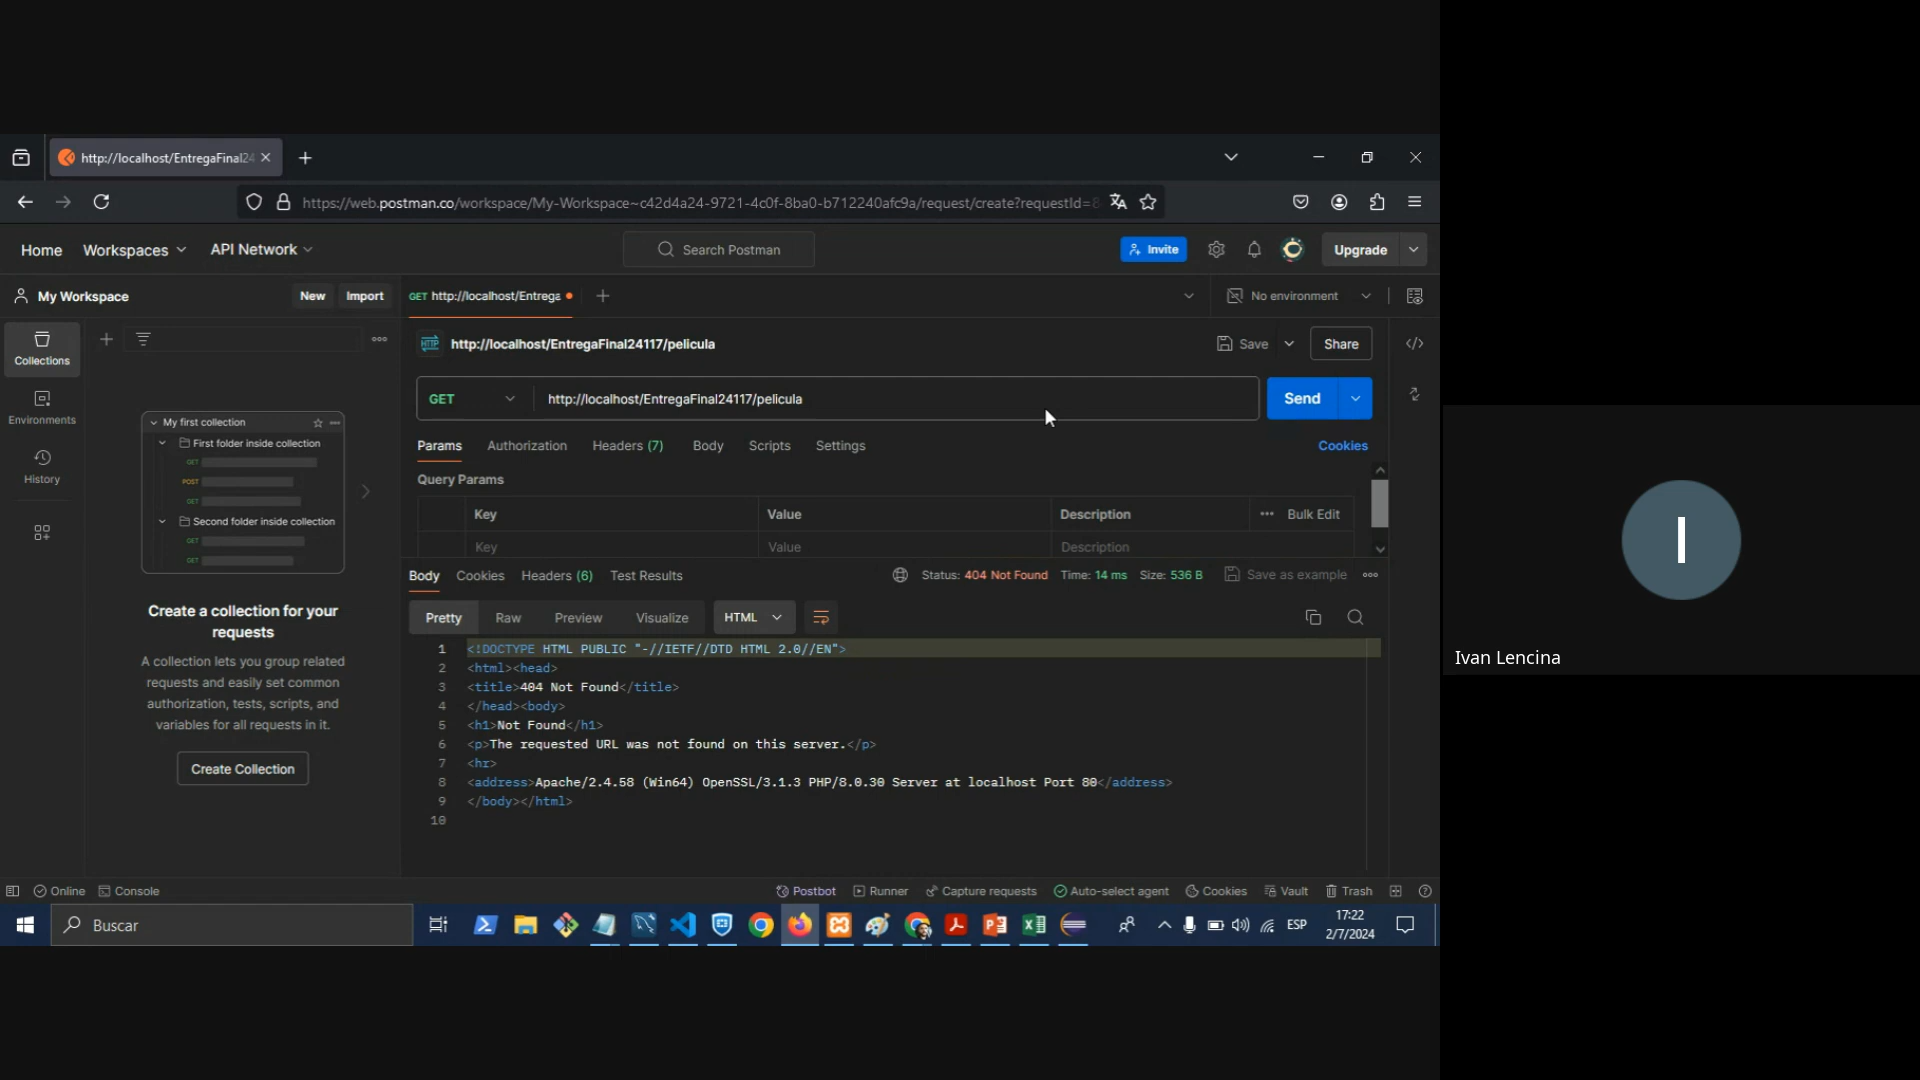 http://localhost/EntregaFinal24
https://web.postman.co/workspace/My-Workspace~c42d4a24-9721-4c0f-8ba0-b712240afc9a/request/create?requestId=8
Home Workspaces API Network Search Postman Invite Upgrade
My Workspace New Import GET http://localhost/Entrega No environment
Collections
Environments
History
My first collection
First folder inside collection
GET
POST
GET
Second folder inside collection
GET
GET
Create a collection for your
requests
A collection lets you group related
requests and easily set common
authorization, tests, scripts, and
variables for all requests in it.
Create Collection
HTTP http://localhost/EntregaFinal24117/pelicula Save Share
GET http://localhost/EntregaFinal24117/pelicula Send
Params Authorization Headers (7) Body Scripts Settings Cookies
Query Params
Key Value Description Bulk Edit
Key Value Description
Body Cookies Headers (6) Test Results Status: 404 Not Found Time: 14 ms Size: 536 B Save as example
Pretty Raw Preview Visualize HTML
1 <!DOCTYPE HTML PUBLIC "-//IETF//DTD HTML 2.0//EN">
2 <html><head>
3 <title>404 Not Found</title>
4 </head><body>
5 <h1>Not Found</h1>
6 <p>The requested URL was not found on this server.</p>
7 <hr>
8 <address>Apache/2.4.58 (Win64) OpenSSL/3.1.3 PHP/8.0.30 Server at localhost Port 80</address>
9 </body></html>
10
Online Console Postbot Runner Capture requests Auto-select agent Cookies Vault Trash
Buscar ESP 17:22
2/7/2024
I
Ivan Lencina